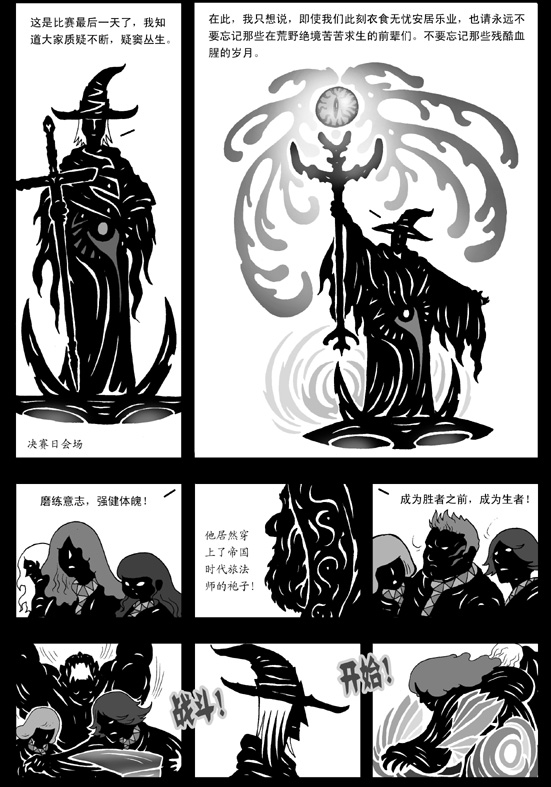 这是比赛最后一天了，我知
道大家质疑不断，疑窦丛生。
在此，我只想说，即使我们此刻衣食无忧安居乐业，也请永远不
要忘记那些在荒野绝境苦苦求生的前辈们。不要忘记那些残酷血
腥的岁月。
决赛日会场
磨练意志，强健体魄！
他居然穿
上了帝国
时代旅法
师的袍子！
成为胜者之前，成为生者！
比赛！
开始！